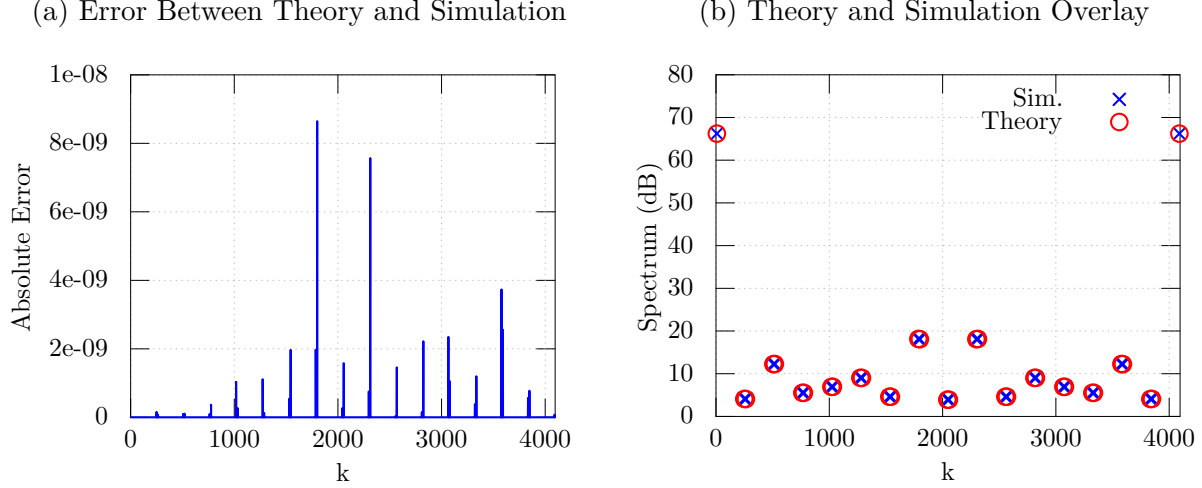 (a) Error Between Theory and Simulation
1e-08
8e-09
6e-09
4e-09
2e-09
0
0 1000 2000 3000 4000
k
Absolute Error
(b) Theory and Simulation Overlay
80
70
60
50
40
30
20
10
0
0 1000 2000 3000 4000
k
Spectrum (dB)
Sim.
Theory